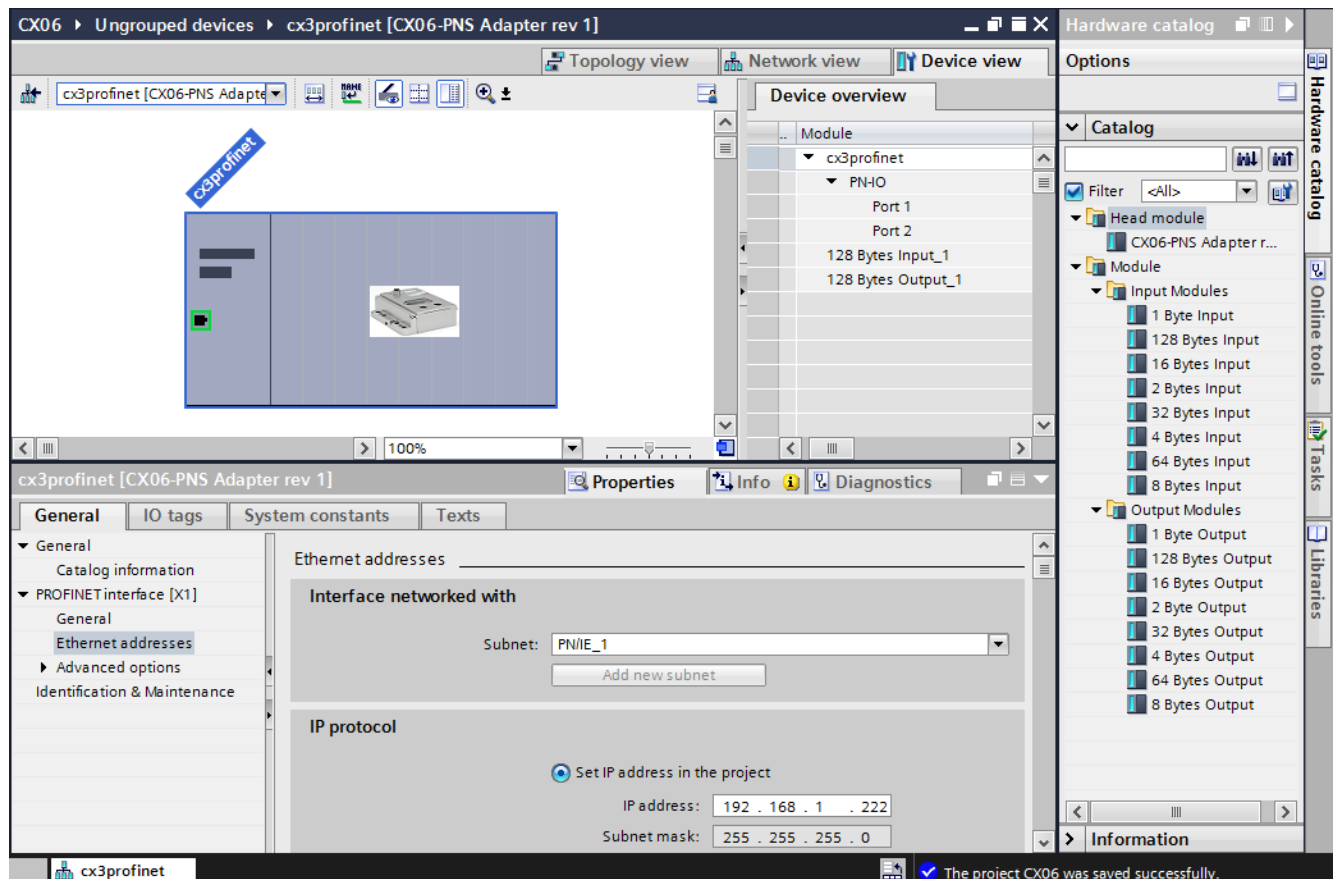 CX06 ▸ Ungrouped devices ▸ cx3profinet [CX06-PNS Adapter rev 1]
Hardware catalog
Topology view
Network view
Device view
Options
cx3profinet [CX06-PNS Adapte
NAME
Device overview
Catalog
.. Module
cx3profinet
PN-IO
Port 1
Port 2
128 Bytes Input_1
128 Bytes Output_1
cx3profinet
Filter <All>
Head module
CX06-PNS Adapter r...
Module
Input Modules
1 Byte Input
128 Bytes Input
16 Bytes Input
2 Bytes Input
32 Bytes Input
4 Bytes Input
64 Bytes Input
8 Bytes Input
Output Modules
1 Byte Output
128 Bytes Output
16 Bytes Output
2 Byte Output
32 Bytes Output
4 Bytes Output
64 Bytes Output
8 Bytes Output
Information
Hardware catalog
Online tools
Tasks
Libraries
100%
cx3profinet [CX06-PNS Adapter rev 1]
Properties
Info
Diagnostics
General
IO tags
System constants
Texts
General
Catalog information
PROFINET interface [X1]
General
Ethernet addresses
Advanced options
Identification & Maintenance
Ethernet addresses
Interface networked with
Subnet: PN/IE_1
Add new subnet
IP protocol
Set IP address in the project
IP address: 192 . 168 . 1 . 222
Subnet mask: 255 . 255 . 255 . 0
cx3profinet
The project CX06 was saved successfully.